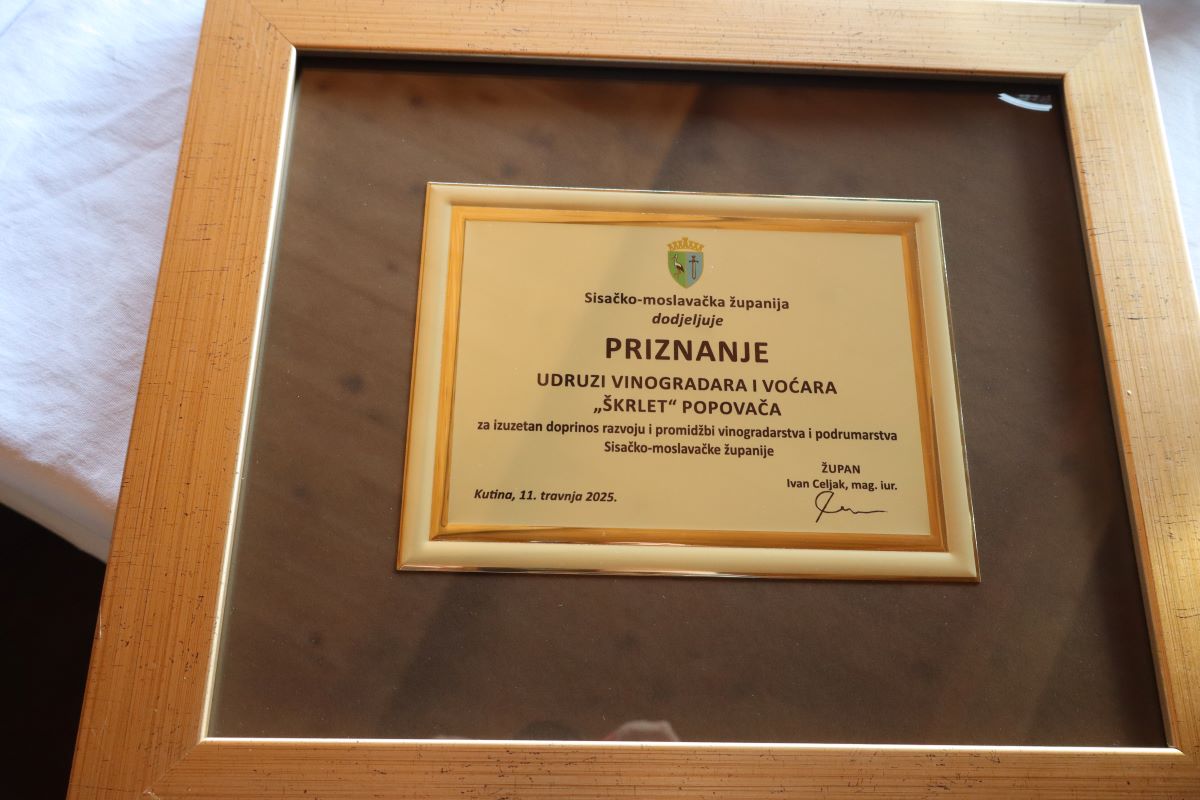 Sisačko-moslavačka županija
dodjeljuje
PRIZNANJE
UDRUZI VINOGRADARA I VOĆARA
„ŠKRLET“ POPOVAČA
za izuzetan doprinos razvoju i promidžbi vinogradarstva i podrumarstva
Sisačko-moslavačke županije
ŽUPAN
Ivan Celjak, mag. iur.
Kutina, 11. travnja 2025.